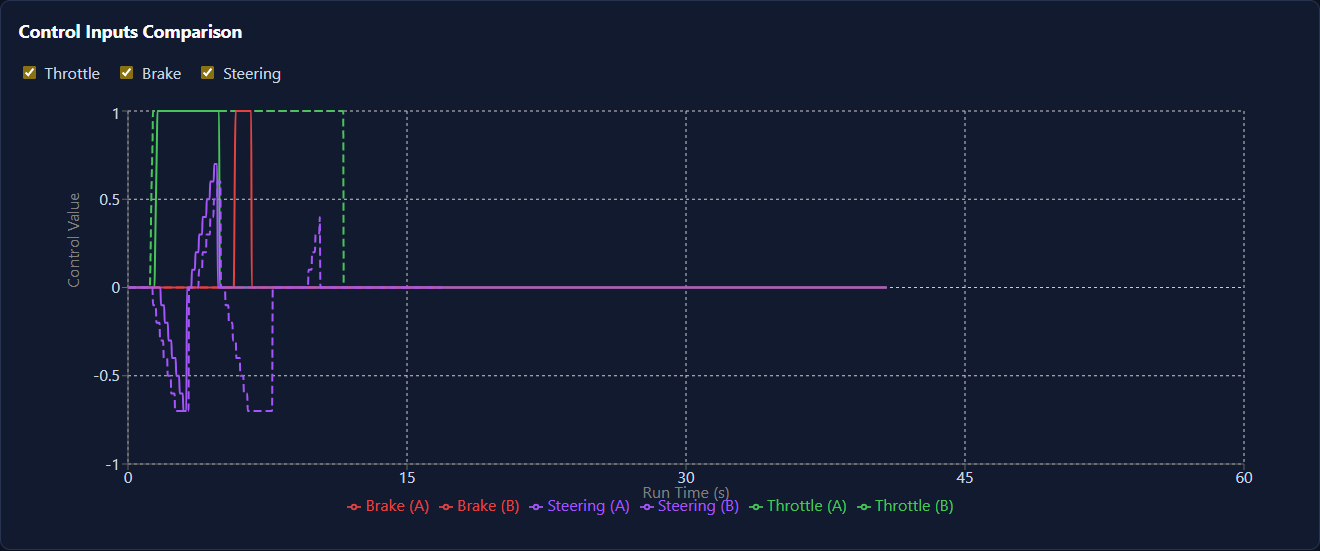 Control Inputs Comparison
Throttle Brake Steering
1
0.5
0
-0.5
-1
Control Value
0 15 30 45 60
Run Time (s)
Brake (A) Brake (B) Steering (A) Steering (B) Throttle (A) Throttle (B)